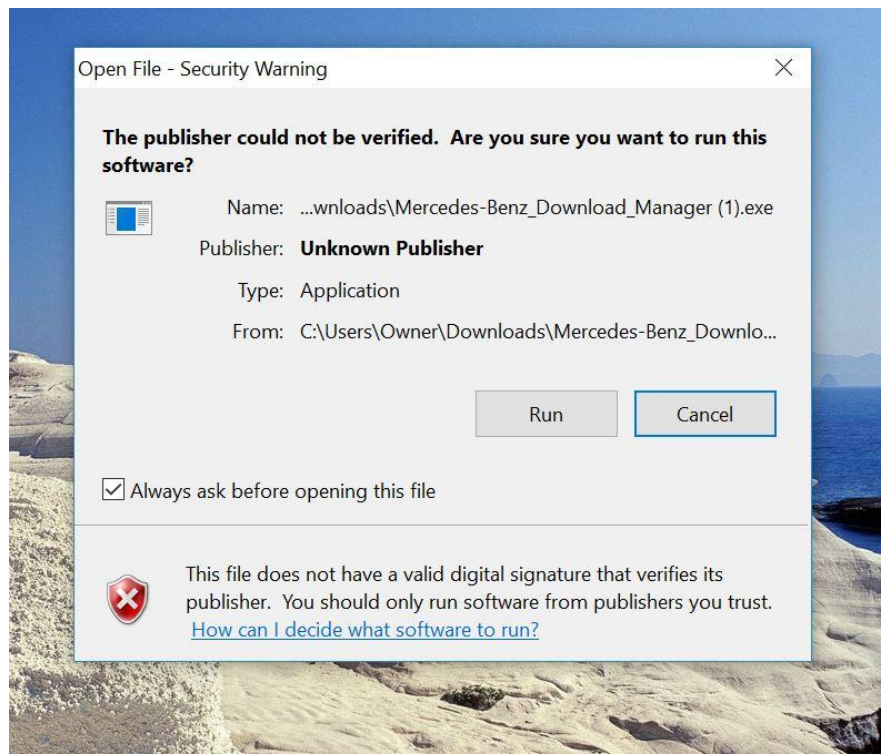 Open File - Security Warning
The publisher could not be verified.  Are you sure you want to run this
software?
Name: ...wnloads\Mercedes-Benz_Download_Manager (1).exe
Publisher: Unknown Publisher
Type: Application
From: C:\Users\Owner\Downloads\Mercedes-Benz_Downlo...
Run Cancel
Always ask before opening this file
This file does not have a valid digital signature that verifies its
publisher.  You should only run software from publishers you trust.
How can I decide what software to run?